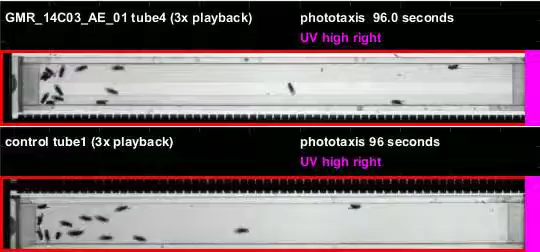 GMR_14C03_AE_01 tube4 (3x playback)
phototaxis  96.0 seconds
UV high right
control tube1 (3x playback)
phototaxis 96 seconds
UV high right